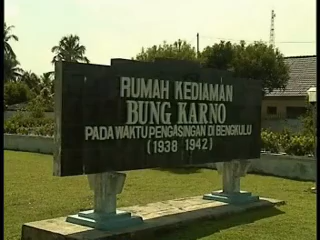 RUMAH KEDIAMAN
BUNG KARNO
PADA WAKTU PENGASINGAN DI BENGKULU
(1938 1942)